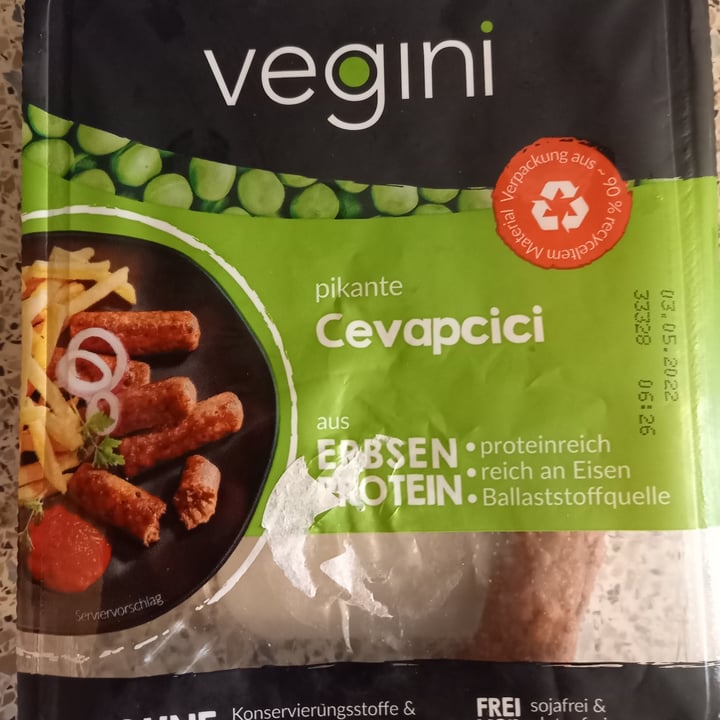 vegini
Verpackung aus ~ 90 % recyceltem Material
pikante
Cevapcici
03.05.2022
33328 06:26
aus
ERBSEN
PROTEIN
• proteinreich
• reich an Eisen
• Ballaststoffquelle
Serviervorschlag
Konservierungsstoffe &
FREI sojafrei &